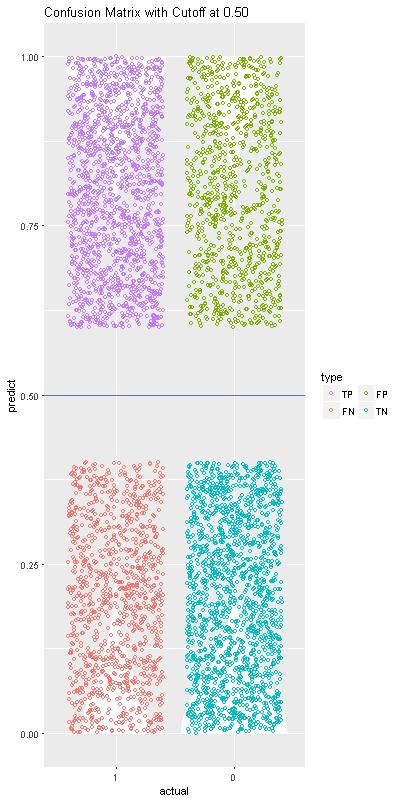 Confusion Matrix with Cutoff at 0.50
1.00
0.75
predict
0.50
0.25
0.00
1
0
actual
type
TP
FP
FN
TN